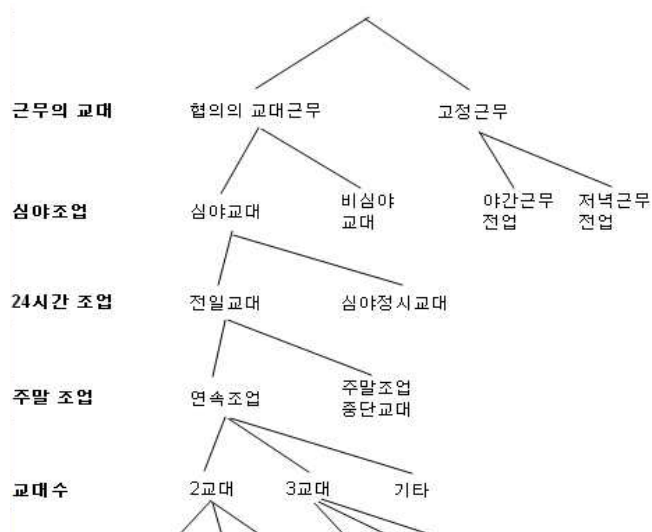 근무의 교대 협의의 교대근무 고정근무
심야조업 심야교대 비심야 교대 야간근무 전업 저녁근무 전업
24시간 조업 전일교대 심야정시교대
주말 조업 연속조업 주말조업 중단교대
교대수 2교대 3교대 기타